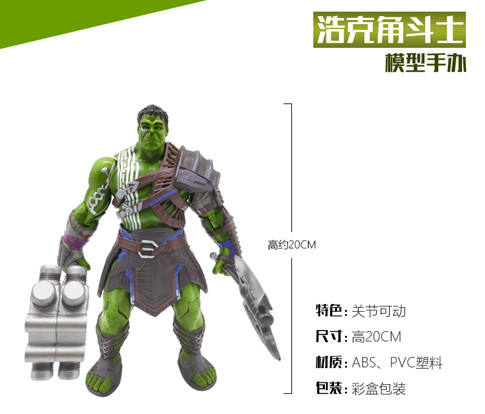 浩克角斗士
模型手办
高约20CM
特色:关节可动
尺寸:高20CM
材质:ABS、PVC塑料
包装:彩盒包装